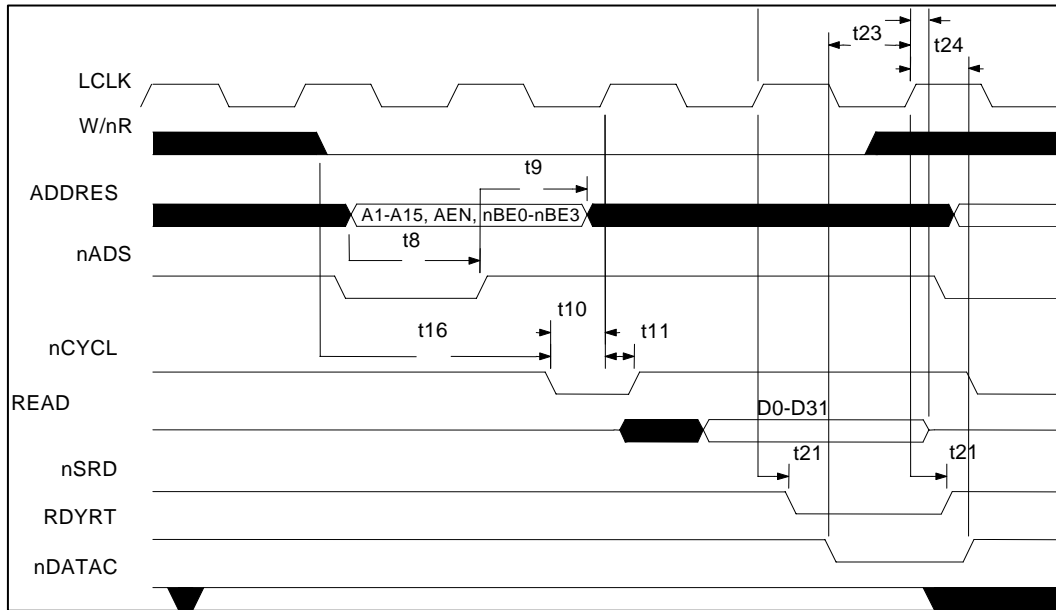 t23
t24
LCLK
W/nR
t9
ADDRES
A1-A15, AEN, nBE0-nBE3
t8
nADS
t10
t16
t11
nCYCL
READ
D0-D31
nSRD
t21
t21
RDYRT
nDATAC